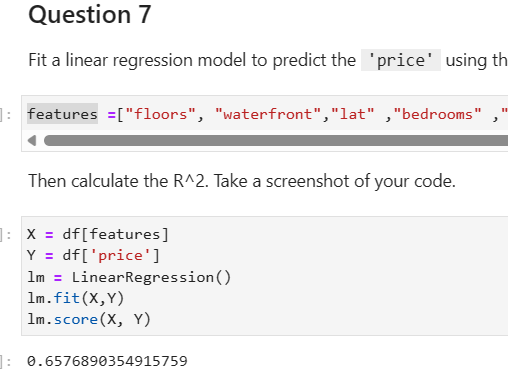 Question 7
Fit a linear regression model to predict the 'price' using th
]: features =["floors", "waterfront","lat" ,"bedrooms" ,"
Then calculate the R^2. Take a screenshot of your code.
]: X = df[features]
Y = df['price']
lm = LinearRegression()
lm.fit(X,Y)
lm.score(X, Y)
]: 0.6576890354915759